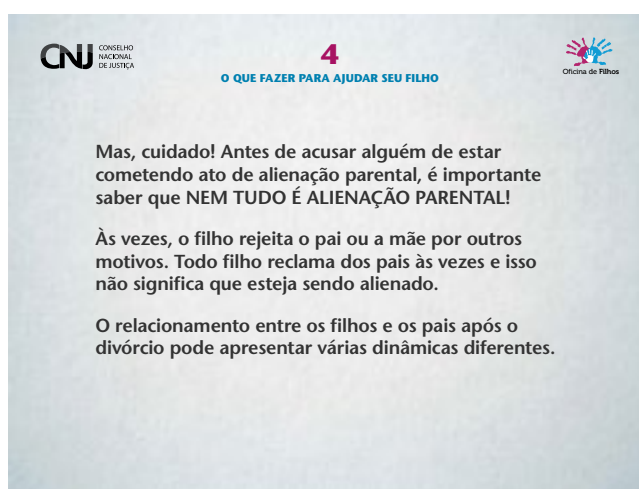 CNJ
CONSELHO
NACIONAL
DE JUSTIÇA
4
O QUE FAZER PARA AJUDAR SEU FILHO
Oficina de Filhos
Mas, cuidado! Antes de acusar alguém de estar
cometendo ato de alienação parental, é importante
saber que NEM TUDO É ALIENAÇÃO PARENTAL!
Às vezes, o filho rejeita o pai ou a mãe por outros
motivos. Todo filho reclama dos pais às vezes e isso
não significa que esteja sendo alienado.
O relacionamento entre os filhos e os pais após o
divórcio pode apresentar várias dinâmicas diferentes.